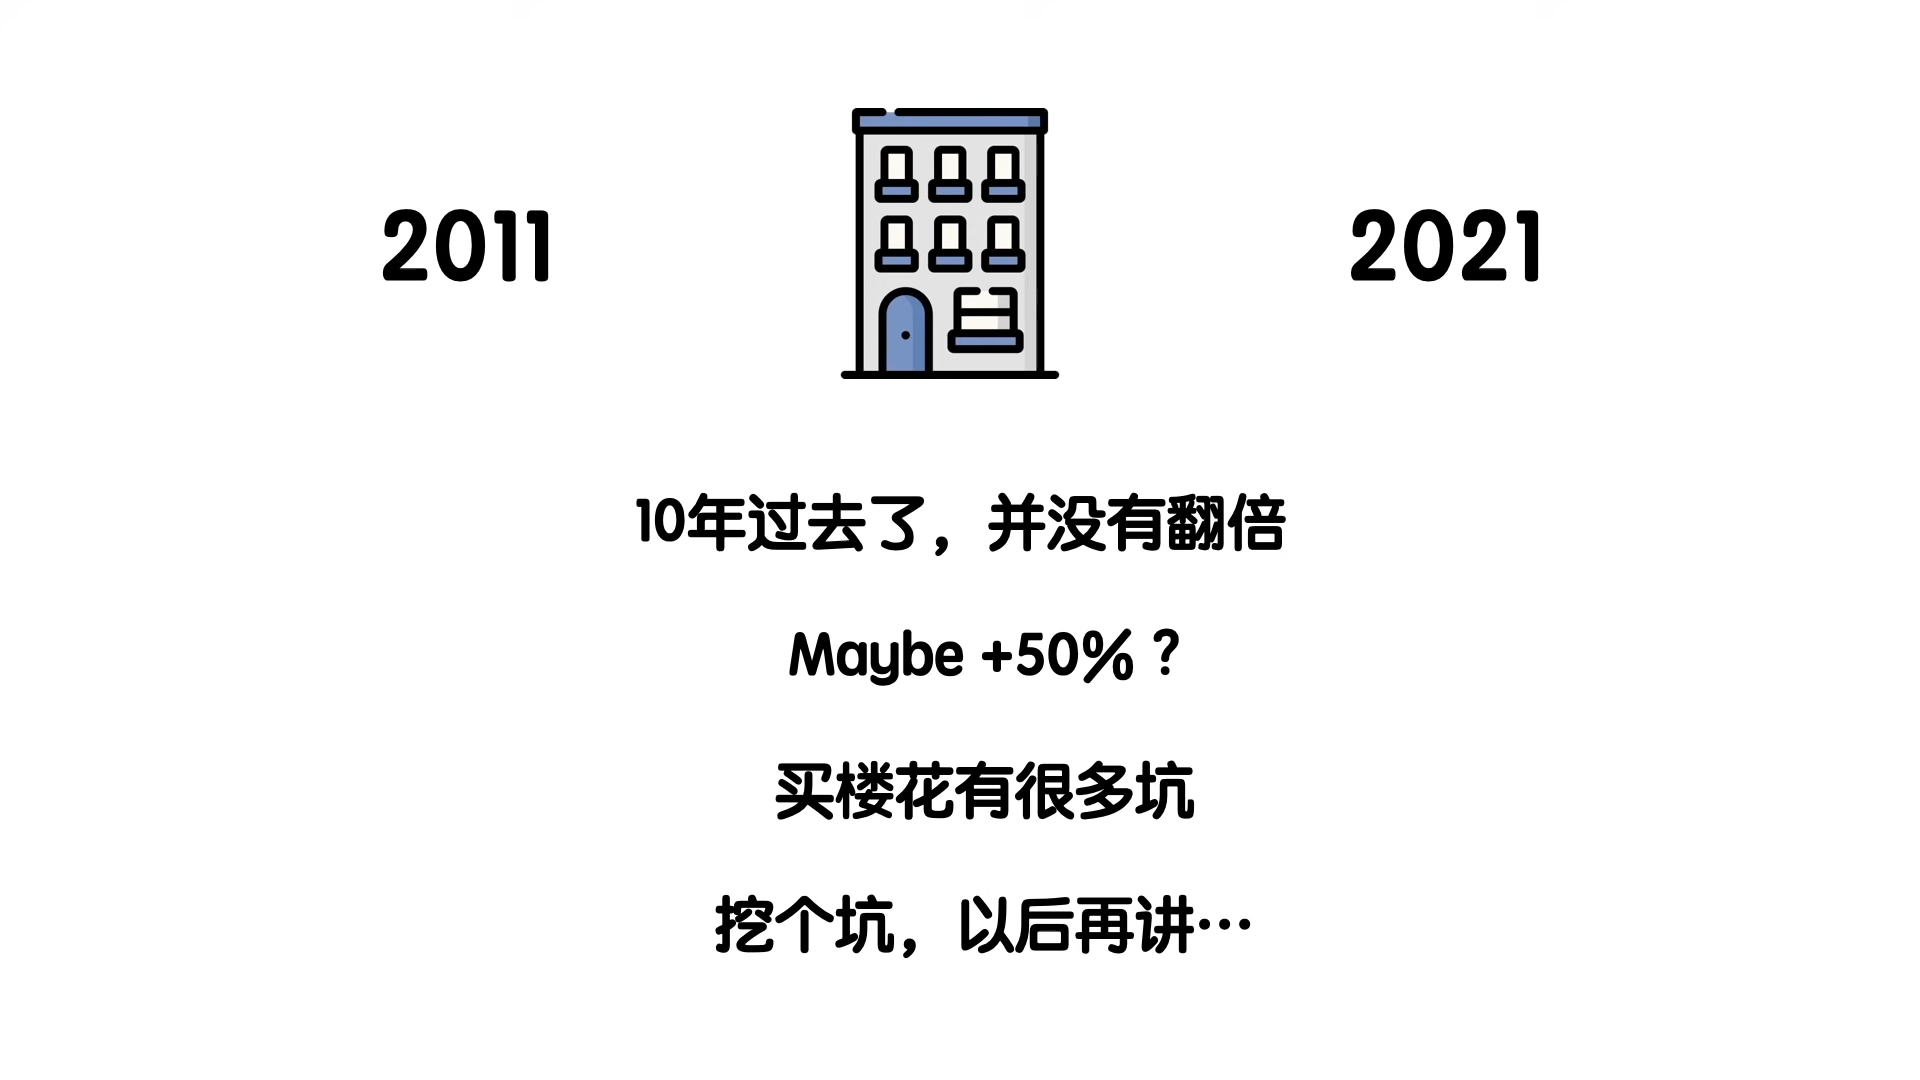 2011
2021
10年过去了，并没有翻倍
Maybe +50%？
买楼花有很多坑
挖个坑，以后再讲…